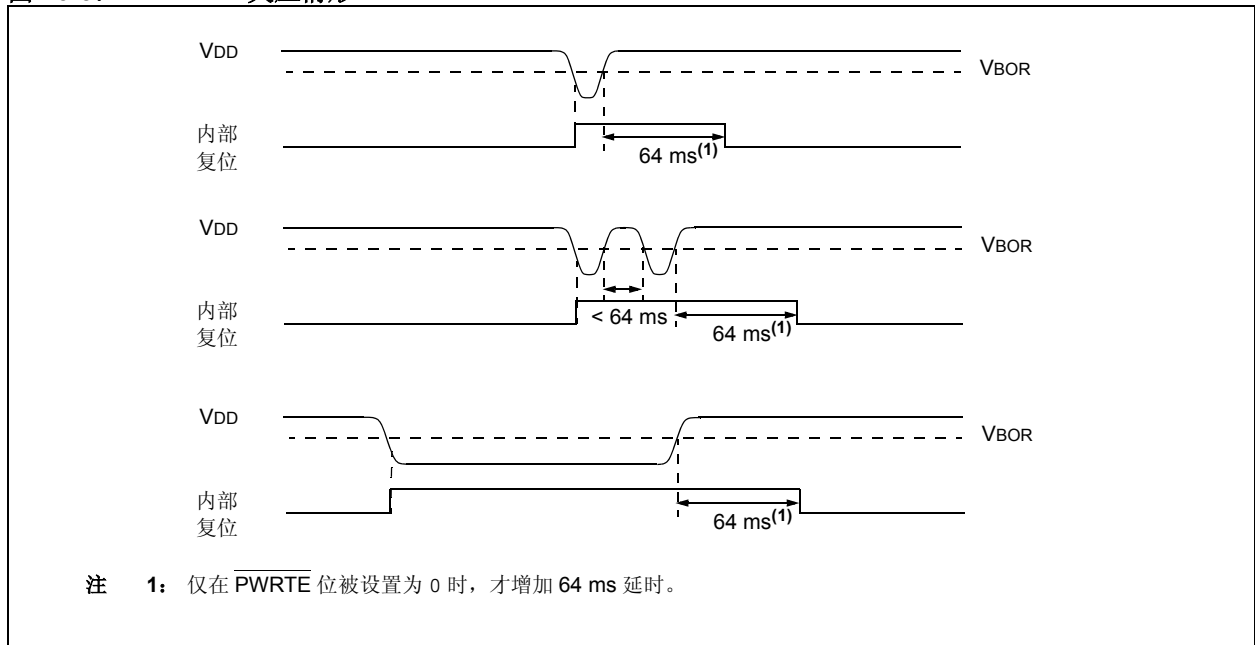 VDD
VBOR
内部
复位
64 ms(1)
VDD
VBOR
内部
复位
< 64 ms
64 ms(1)
VDD
VBOR
内部
复位
64 ms(1)
注 1： 仅在 PWRTE 位被设置为 0 时，才增加 64 ms 延时。